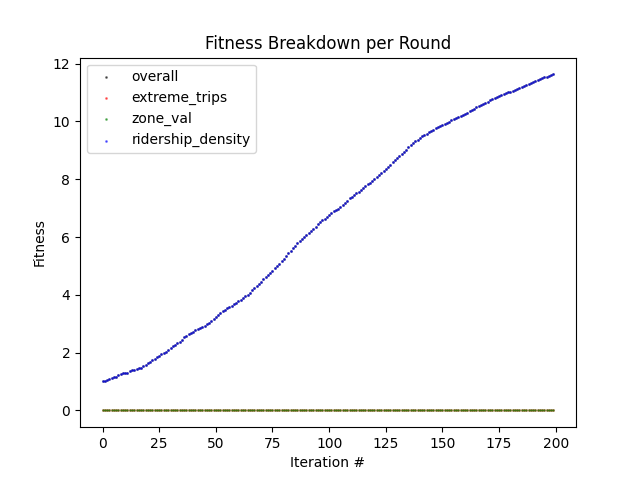 Fitness Breakdown per Round
overall
extreme_trips
zone_val
ridership_density
12
10
8
6
4
2
0
Fitness
0 25 50 75 100 125 150 175 200
Iteration #